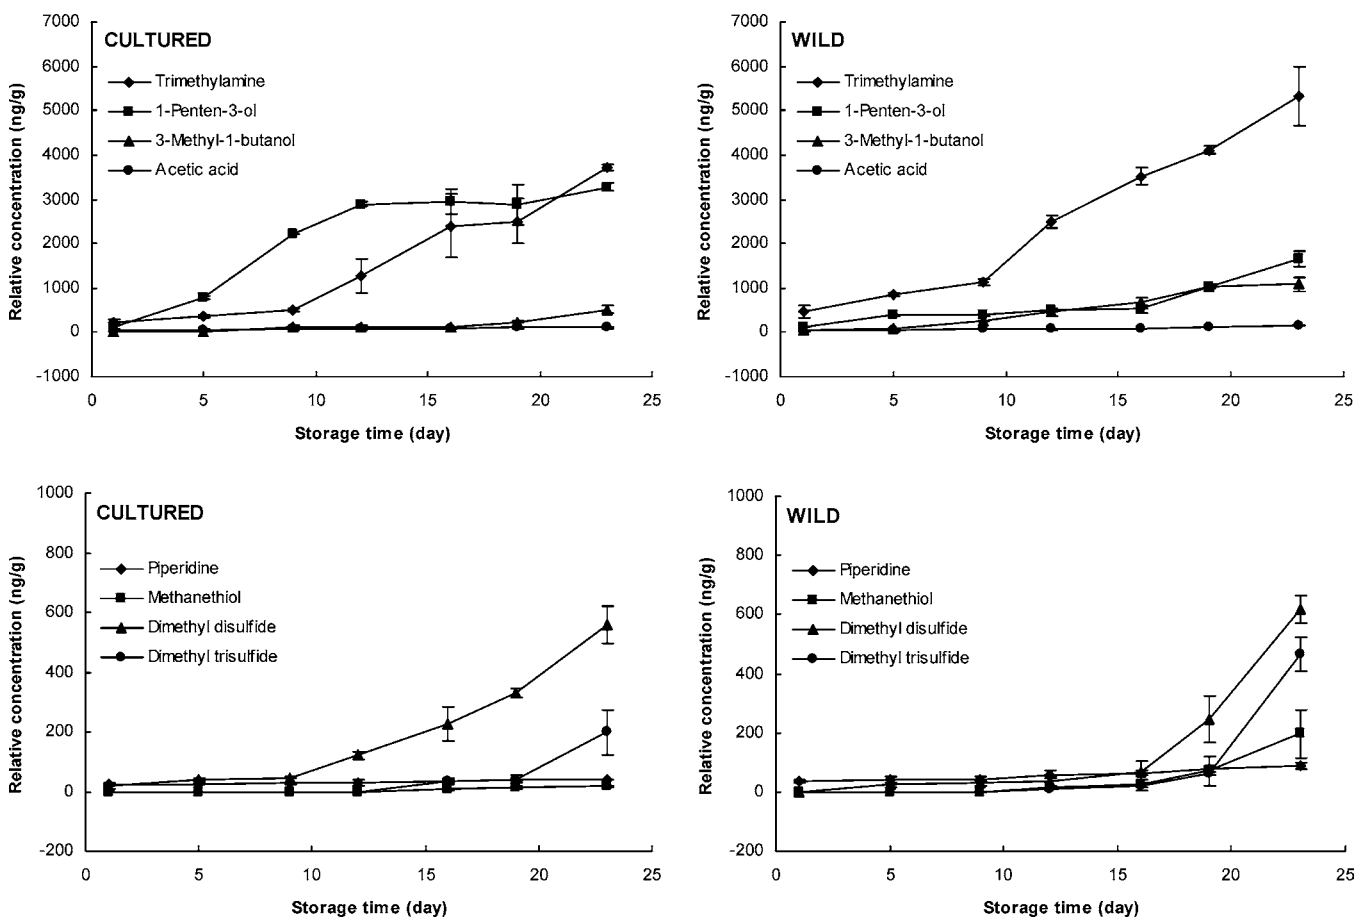 7000
6000
5000
4000
3000
2000
1000
0
-1000
Relative concentration (ng/g)
CULTURED
Trimethylamine
1-Penten-3-ol
3-Methyl-1-butanol
Acetic acid
0 5 10 15 20 25
Storage time (day)
7000
6000
5000
4000
3000
2000
1000
0
-1000
Relative concentration (ng/g)
WILD
Trimethylamine
1-Penten-3-ol
3-Methyl-1-butanol
Acetic acid
0 5 10 15 20 25
Storage time (day)
1000
800
600
400
200
0
-200
Relative concentration (ng/g)
CULTURED
Piperidine
Methanethiol
Dimethyl disulfide
Dimethyl trisulfide
0 5 10 15 20 25
Storage time (day)
1000
800
600
400
200
0
-200
Relative concentration (ng/g)
WILD
Piperidine
Methanethiol
Dimethyl disulfide
Dimethyl trisulfide
0 5 10 15 20 25
Storage time (day)